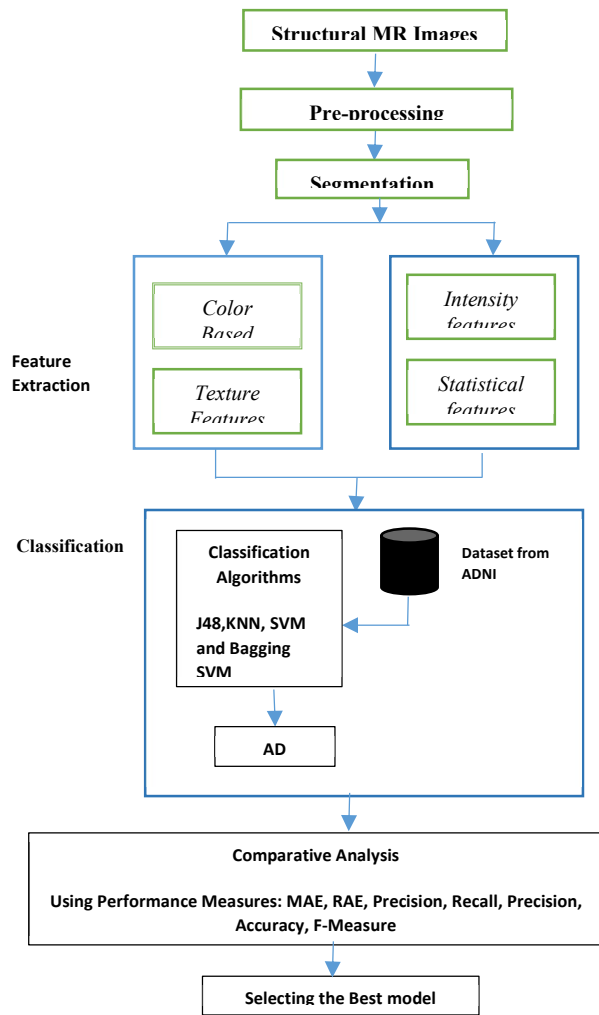 Structural MR Images
Pre-processing
Segmentation
Color
Based
Intensity
features
Feature
Extraction
Texture
Features
Statistical
features
Classification
Classification
Algorithms
J48,KNN, SVM
and Bagging
SVM
Dataset from
ADNI
AD
Comparative Analysis
Using Performance Measures: MAE, RAE, Precision, Recall, Precision,
Accuracy, F-Measure
Selecting the Best model